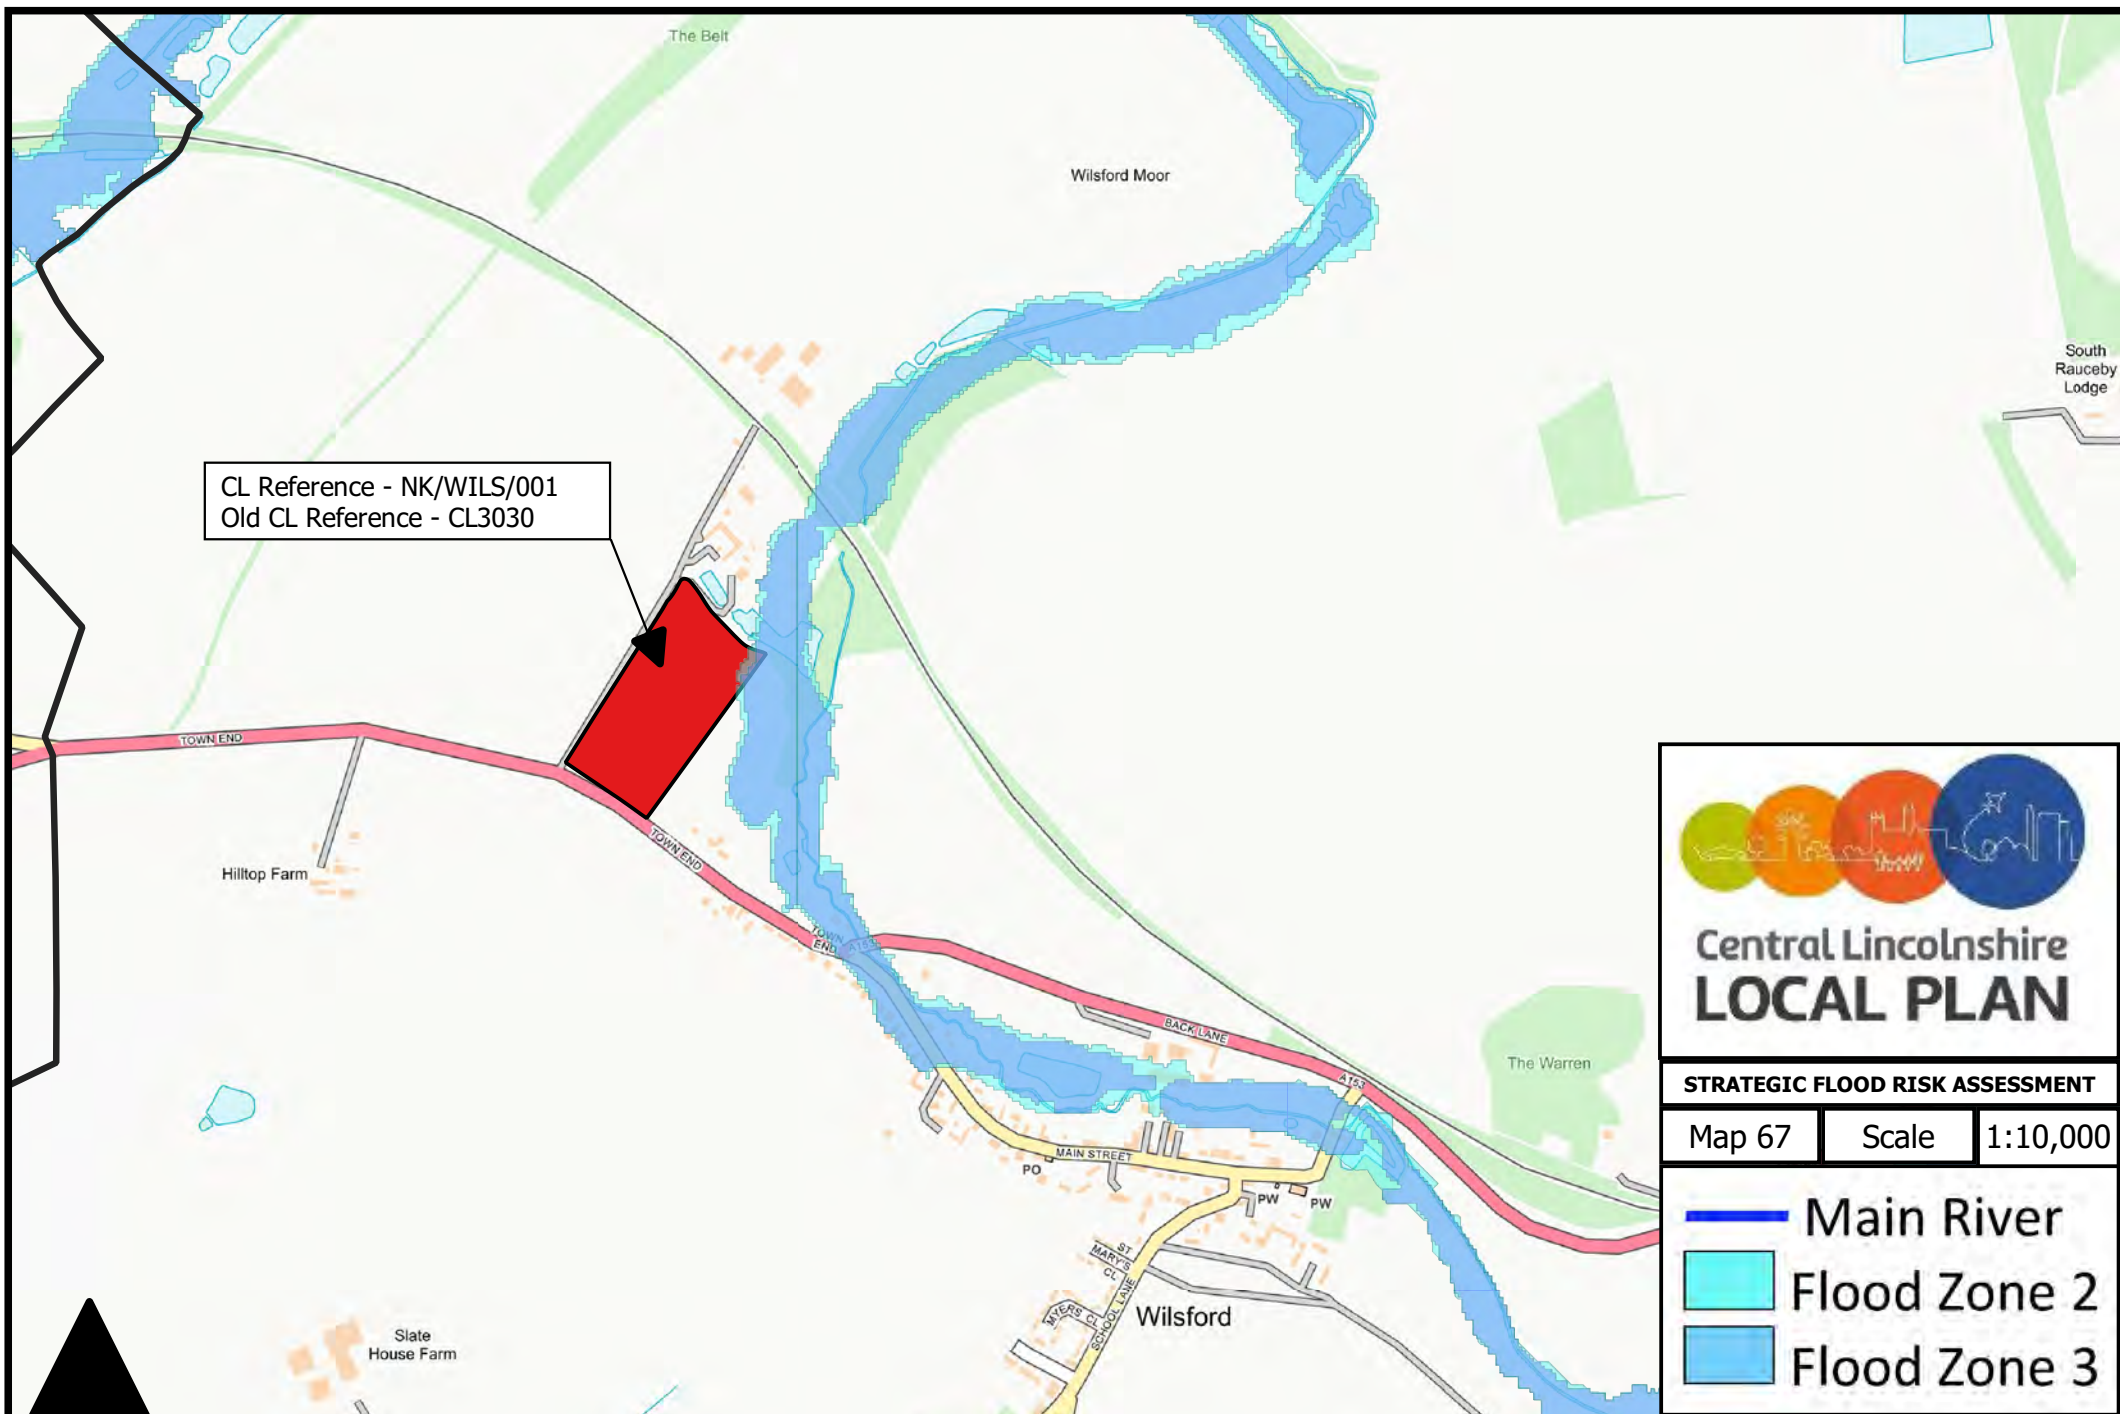 The Belt
Wilsford Moor
South
Rauceby
Lodge
CL Reference - NK/WILS/001
Old CL Reference - CL3030
TOWN END
TOWN END
Hilltop Farm
TOWN
END
A153
BACK LANE
A153
The Warren
MAIN STREET
PO
PW
PW
ST
MARY'S
CL
MYERS CL
SCHOOL LANE
Wilsford
Slate
House Farm
Central Lincolnshire
LOCAL PLAN
STRATEGIC FLOOD RISK ASSESSMENT
Map 67
Scale
1:10,000
Main River
Flood Zone 2
Flood Zone 3